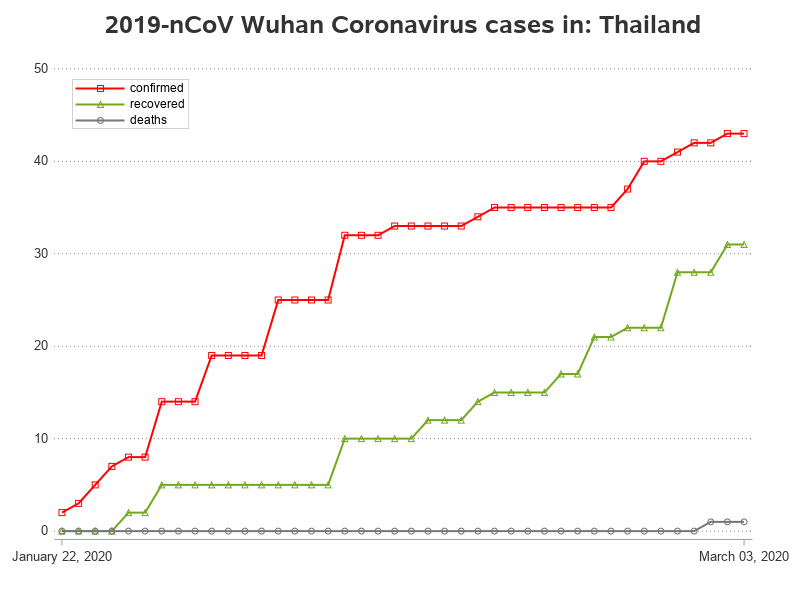 2019-nCoV Wuhan Coronavirus cases in: Thailand
50
confirmed
recovered
deaths
40
30
20
10
0
January 22, 2020
March 03, 2020